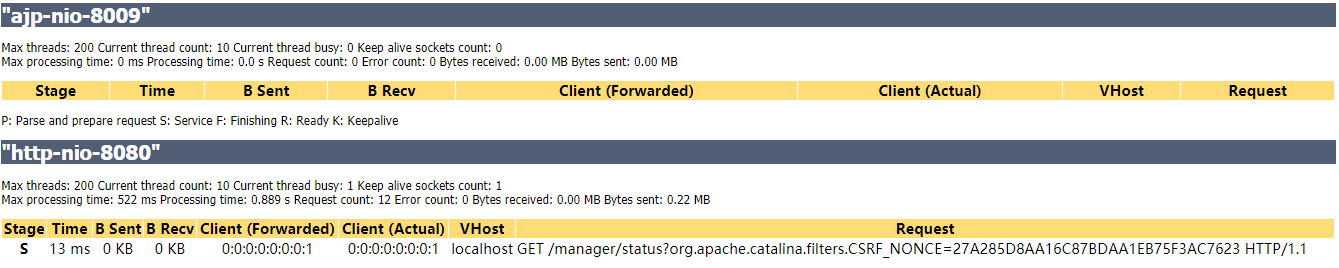 "ajp-nio-8009"
Max threads: 200 Current thread count: 10 Current thread busy: 0 Keep alive sockets count: 0
Max processing time: 0 ms Processing time: 0.0 s Request count: 0 Error count: 0 Bytes received: 0.00 MB Bytes sent: 0.00 MB
Stage Time B Sent B Recv Client (Forwarded) Client (Actual) VHost Request
P: Parse and prepare request S: Service F: Finishing R: Ready K: Keepalive
"http-nio-8080"
Max threads: 200 Current thread count: 10 Current thread busy: 1 Keep alive sockets count: 1
Max processing time: 522 ms Processing time: 0.889 s Request count: 12 Error count: 0 Bytes received: 0.00 MB Bytes sent: 0.22 MB
Stage Time B Sent B Recv Client (Forwarded) Client (Actual) VHost Request
S 13 ms 0 KB 0 KB 0:0:0:0:0:0:0:1 0:0:0:0:0:0:0:1 localhost GET /manager/status?org.apache.catalina.filters.CSRF_NONCE=27A285D8AA16C87BDAA1EB75F3AC7623 HTTP/1.1